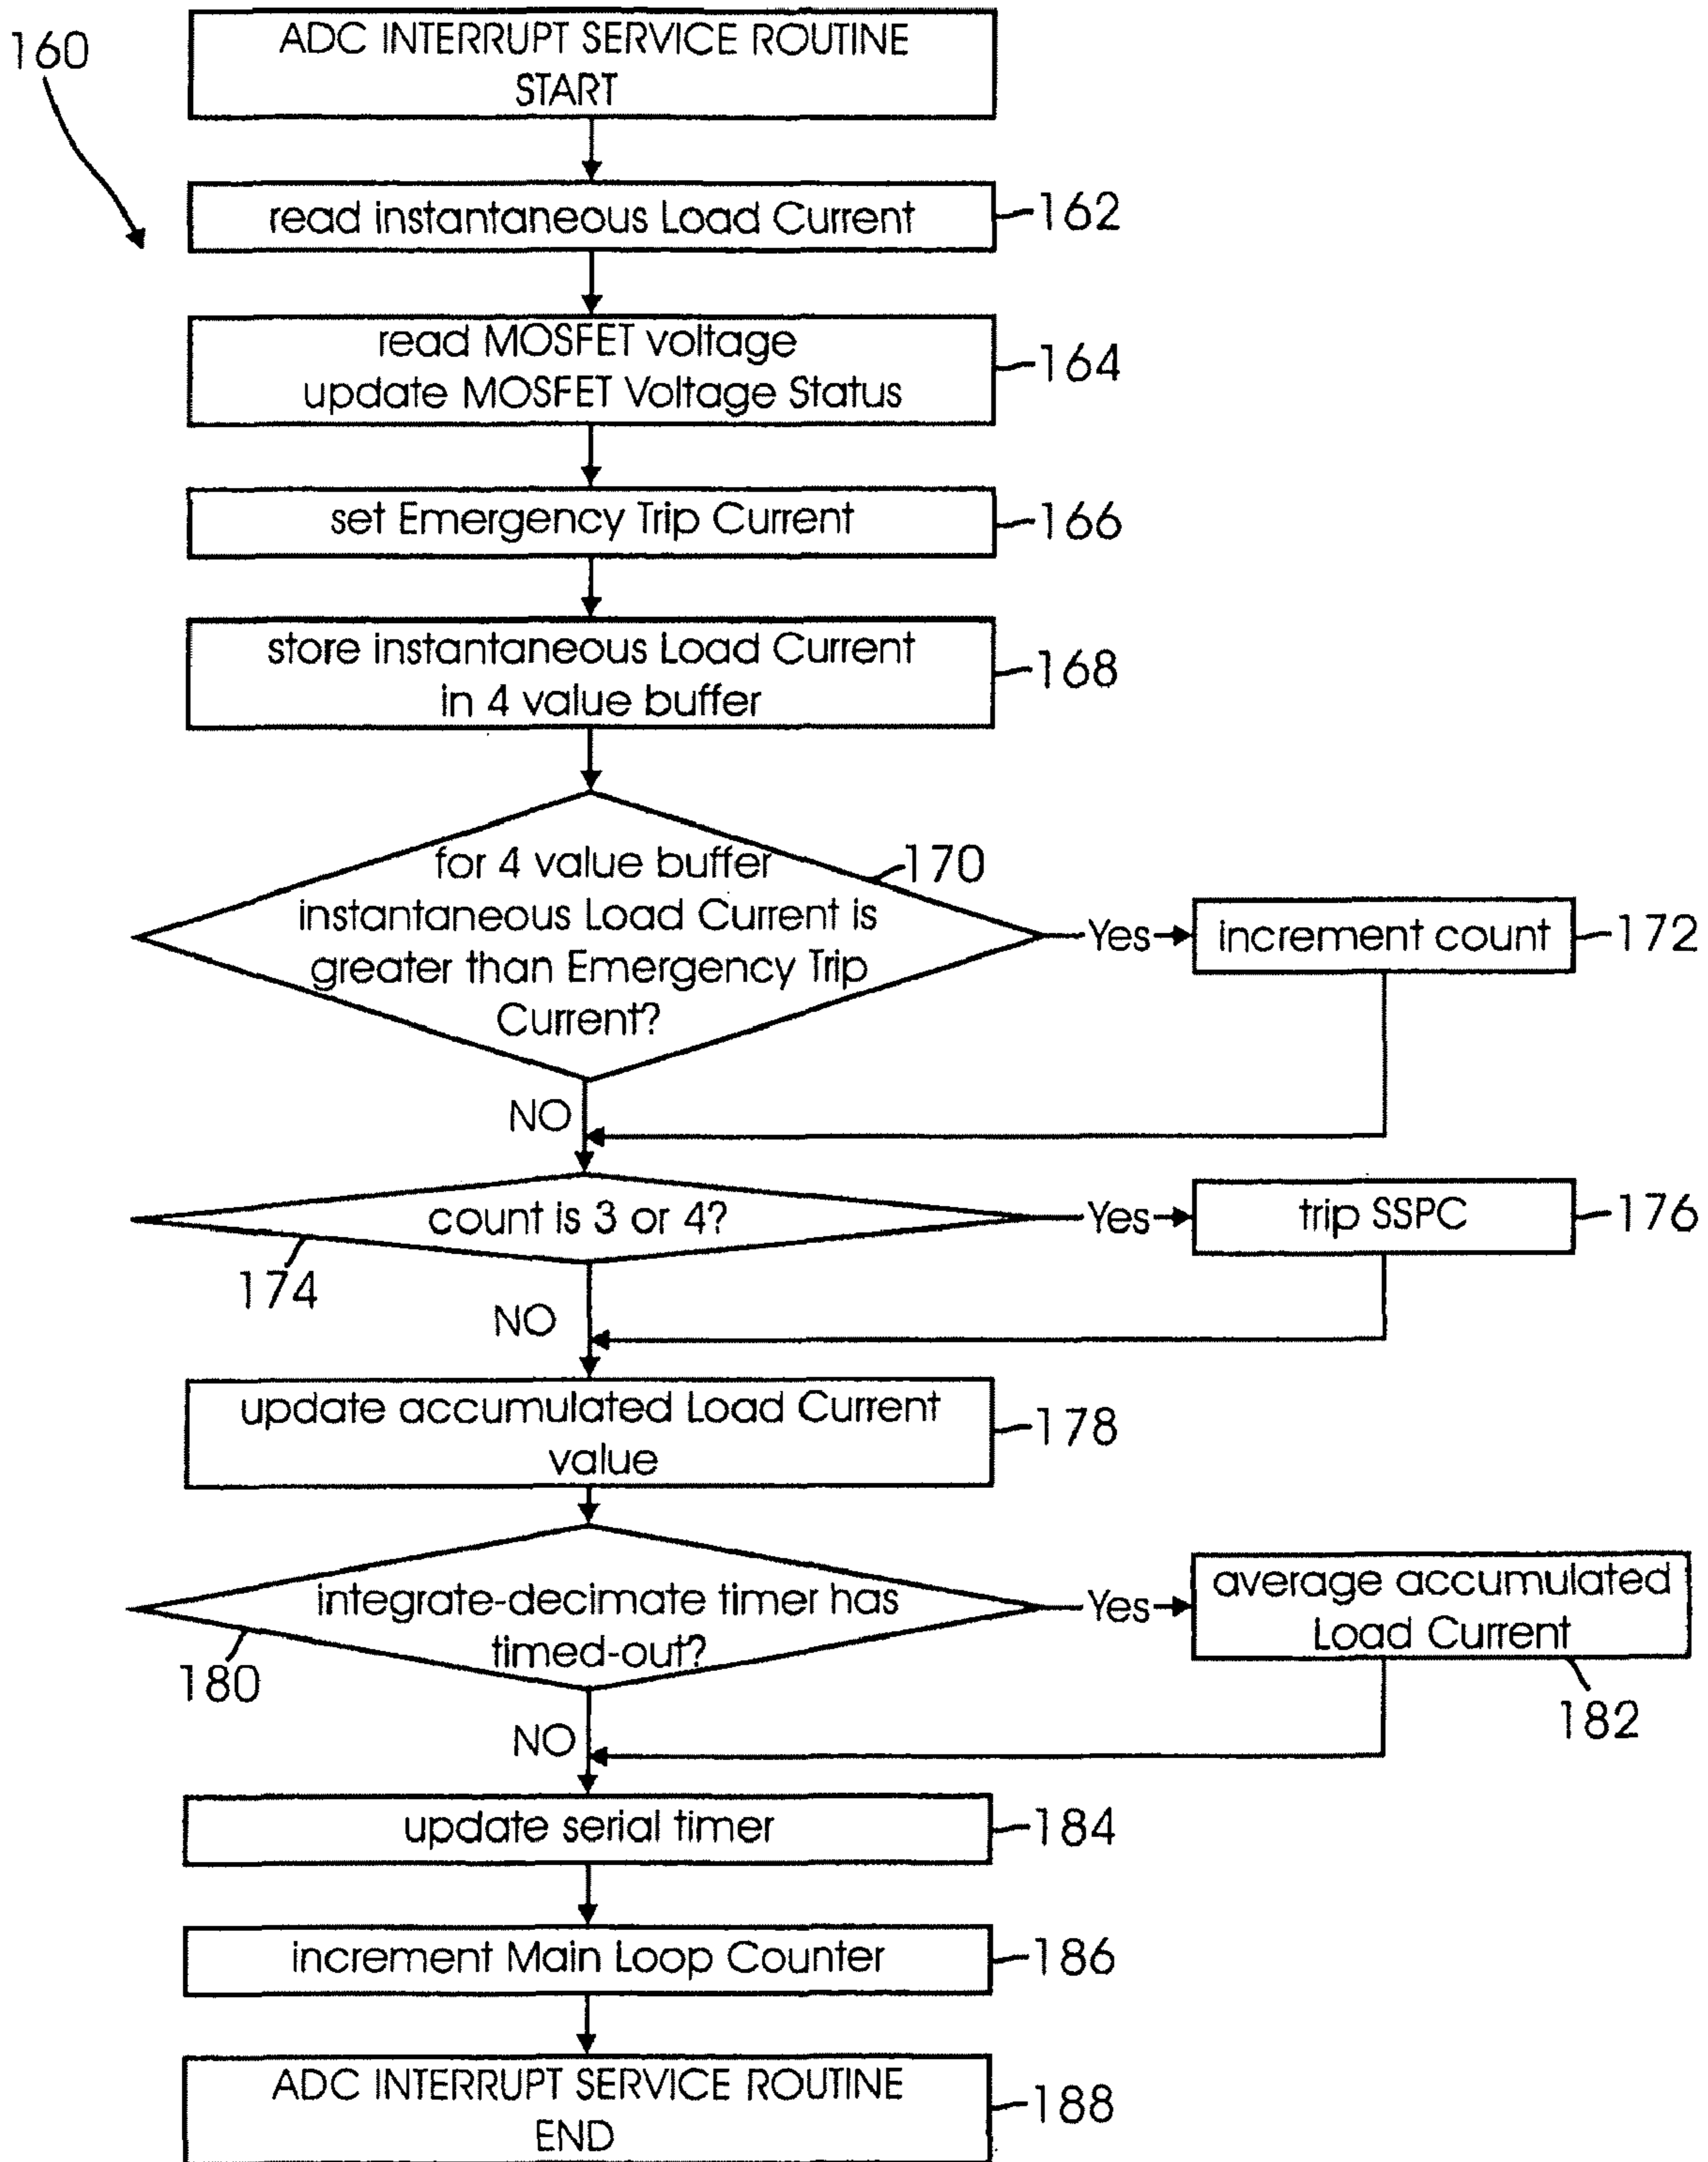 160
ADC INTERRUPT SERVICE ROUTINE
START
read instantaneous Load Current
162
read MOSFET voltage
update MOSFET Voltage Status
164
set Emergency Trip Current
166
store instantaneous Load Current
in 4 value buffer
168
for 4 value buffer
instantaneous Load Current is
greater than Emergency Trip
Current?
170
Yes
increment count
172
NO
count is 3 or 4?
174
Yes
trip SSPC
176
NO
update accumulated Load Current
value
178
integrate-decimate timer has
timed-out?
180
Yes
average accumulated
Load Current
182
NO
update serial timer
184
increment Main Loop Counter
186
ADC INTERRUPT SERVICE ROUTINE
END
188